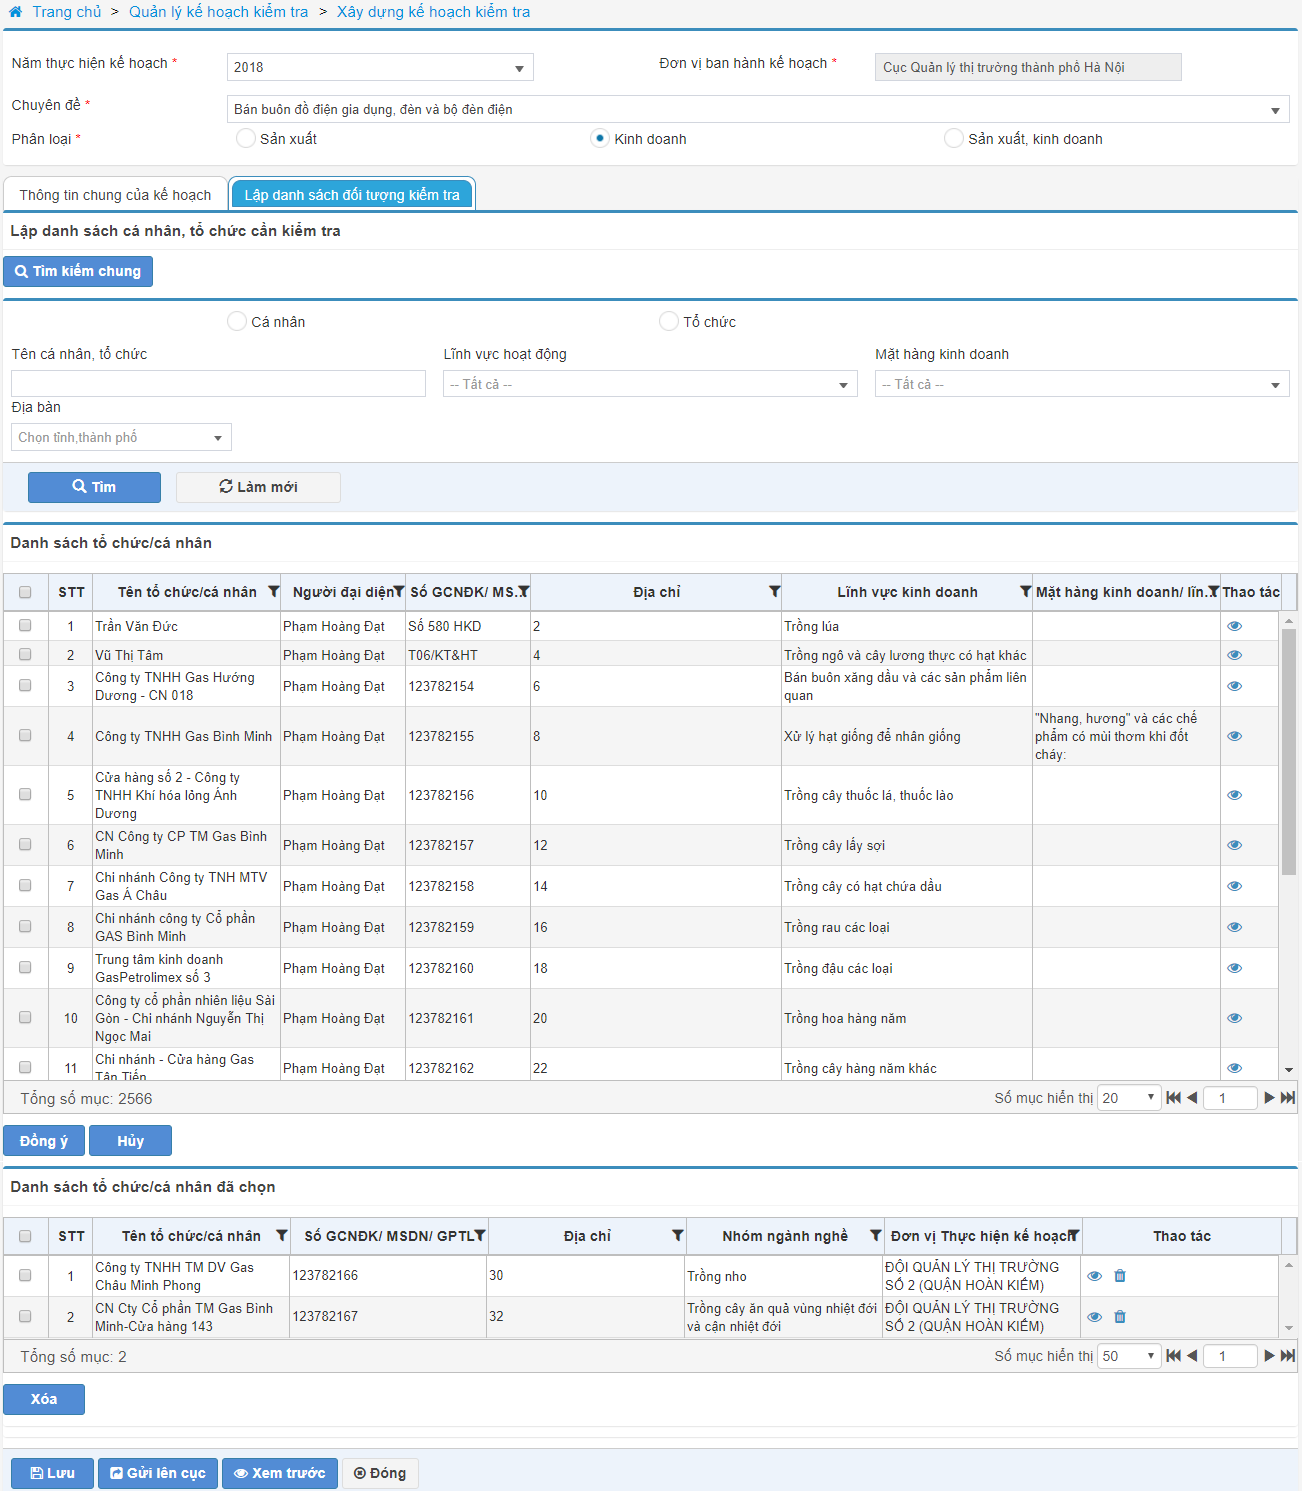 Trang chủ > Quản lý kế hoạch kiểm tra > Xây dựng kế hoạch kiểm tra
Năm thực hiện kế hoạch * 2018 Đơn vị ban hành kế hoạch * Cục Quản lý thị trường thành phố Hà Nội
Chuyên đề * Bán buôn đồ điện gia dụng, đèn và bộ đèn điện
Phân loại * Sản xuất Kinh doanh Sản xuất, kinh doanh
Thông tin chung của kế hoạch Lập danh sách đối tượng kiểm tra
Lập danh sách cá nhân, tổ chức cần kiểm tra
Tìm kiếm chung
Cá nhân Tổ chức
Tên cá nhân, tổ chức Lĩnh vực hoạt động Mặt hàng kinh doanh
-- Tất cả -- -- Tất cả --
Địa bàn
Chọn tỉnh,thành phố
Tìm Làm mới
Danh sách tổ chức/cá nhân
STT Tên tổ chức/cá nhân Người đại diện Số GCNĐK/ MS... Địa chỉ Lĩnh vực kinh doanh Mặt hàng kinh doanh/ lĩn... Thao tác
1 Trần Văn Đức Phạm Hoàng Đạt Số 580 HKD 2 Trồng lúa
2 Vũ Thị Tâm Phạm Hoàng Đạt T06/KT&HT 4 Trồng ngô và cây lương thực có hạt khác
3 Công ty TNHH Gas Hướng Dương - CN 018 Phạm Hoàng Đạt 123782154 6 Bán buôn xăng dầu và các sản phẩm liên quan
4 Công ty TNHH Gas Bình Minh Phạm Hoàng Đạt 123782155 8 Xử lý hạt giống để nhân giống "Nhang, hương" và các chế phẩm có mùi thơm khi đốt cháy:
5 Cửa hàng số 2 - Công ty TNHH Khí hóa lỏng Ánh Dương Phạm Hoàng Đạt 123782156 10 Trồng cây thuốc lá, thuốc lào
6 CN Công ty CP TM Gas Bình Minh Phạm Hoàng Đạt 123782157 12 Trồng cây lấy sợi
7 Chi nhánh Công ty TNH MTV Gas Á Châu Phạm Hoàng Đạt 123782158 14 Trồng cây có hạt chứa dầu
8 Chi nhánh công ty Cổ phần GAS Bình Minh Phạm Hoàng Đạt 123782159 16 Trồng rau các loại
9 Trung tâm kinh doanh GasPetrolimex số 3 Phạm Hoàng Đạt 123782160 18 Trồng đậu các loại
10 Công ty cổ phần nhiên liệu Sài Gòn - Chi nhánh Nguyễn Thị Ngọc Mai Phạm Hoàng Đạt 123782161 20 Trồng hoa hàng năm
11 Chi nhánh - Cửa hàng Gas Tân Tiến Phạm Hoàng Đạt 123782162 22 Trồng cây hàng năm khác
Tổng số mục: 2566 Số mục hiển thị 20 1
Đồng ý Hủy
Danh sách tổ chức/cá nhân đã chọn
STT Tên tổ chức/cá nhân Số GCNĐK/ MSDN/ GPTL Địa chỉ Nhóm ngành nghề Đơn vị Thực hiện kế hoạch Thao tác
1 Công ty TNHH TM DV Gas Châu Minh Phong 123782166 30 Trồng nho ĐỘI QUẢN LÝ THỊ TRƯỜNG SỐ 2 (QUẬN HOÀN KIẾM)
2 CN Cty Cổ phần TM Gas Bình Minh-Cửa hàng 143 123782167 32 Trồng cây ăn quả vùng nhiệt đới và cận nhiệt đới ĐỘI QUẢN LÝ THỊ TRƯỜNG SỐ 2 (QUẬN HOÀN KIẾM)
Tổng số mục: 2 Số mục hiển thị 50 1
Xóa
Lưu Gửi lên cục Xem trước Đóng